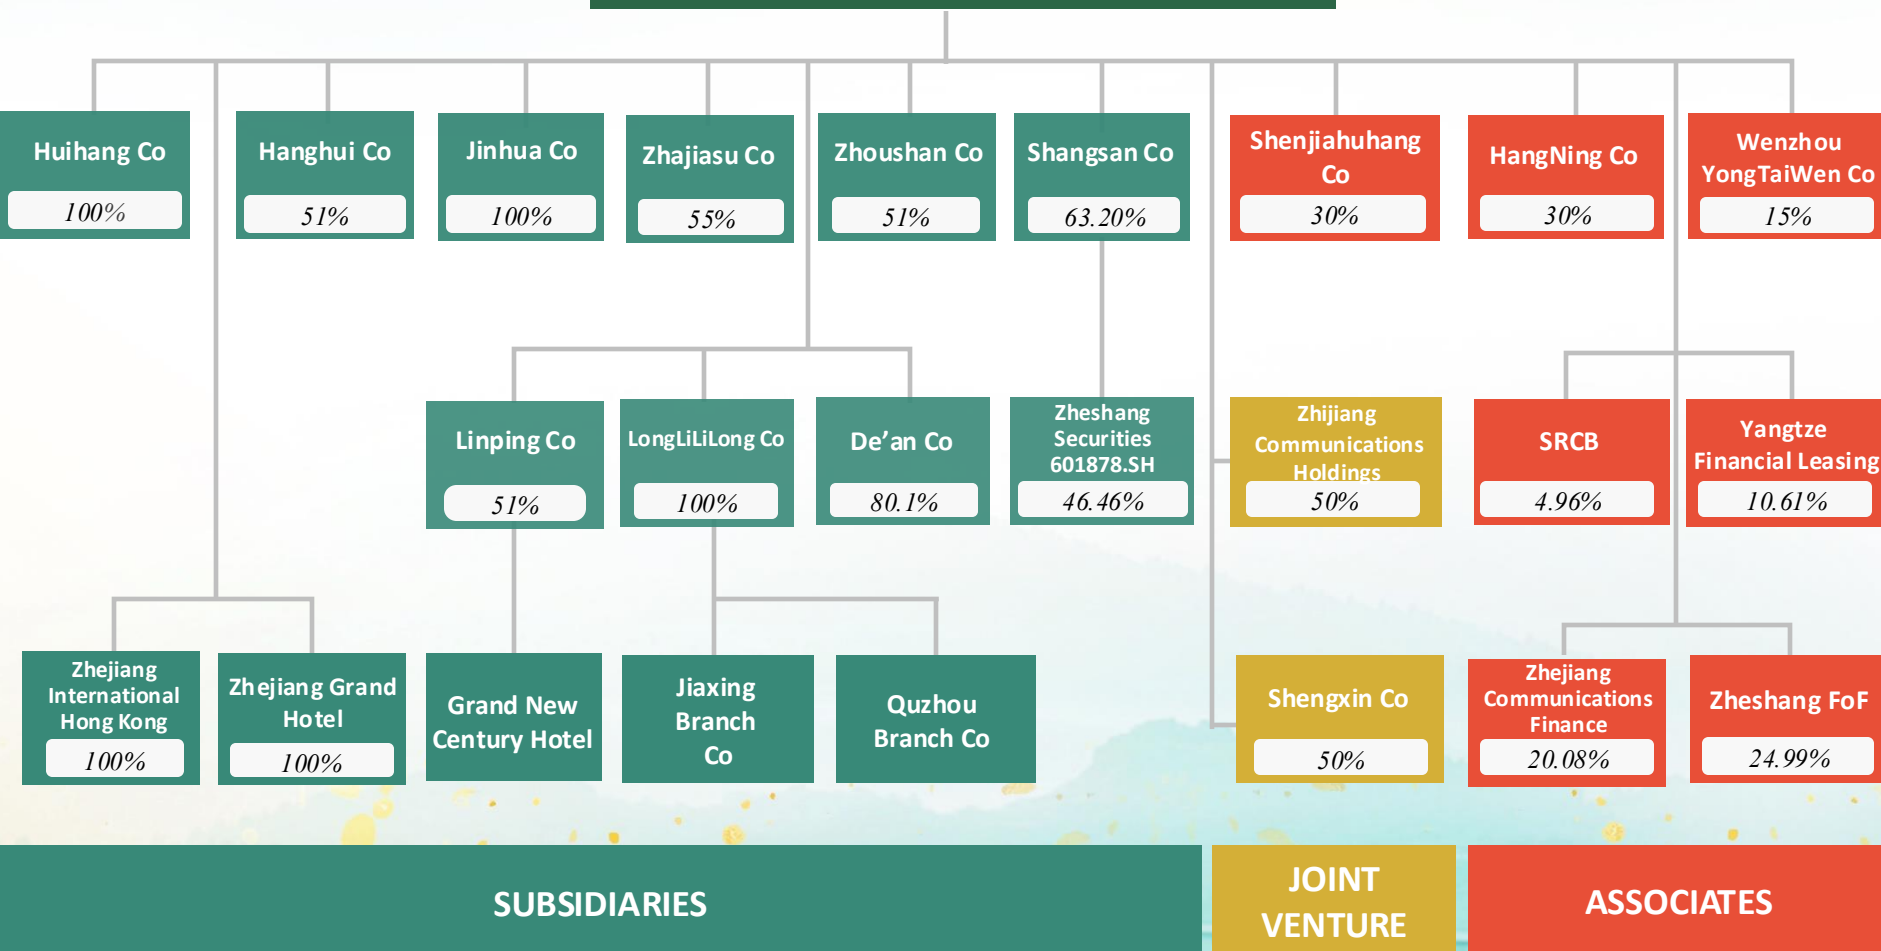 Huihang Co
100%
Hanghui Co
51%
Jinhua Co
100%
Zhajiasu Co
55%
Zhoushan Co
51%
Shangsan Co
63.20%
Shenjiahuhang
Co
30%
HangNing Co
30%
Wenzhou
YongTaiWen Co
15%
Linping Co
51%
LongLiLiLong Co
100%
De’an Co
80.1%
Zheshang
Securities
601878.SH
46.46%
Zhijiang
Communications
Holdings
50%
SRCB
4.96%
Yangtze
Financial Leasing
10.61%
Zhejiang
International
Hong Kong
100%
Zhejiang Grand
Hotel
100%
Grand New
Century Hotel
Jiaxing
Branch
Co
Quzhou
Branch Co
Shengxin Co
50%
Zhejiang
Communications
Finance
20.08%
Zheshang FoF
24.99%
SUBSIDIARIES
JOINT
VENTURE
ASSOCIATES